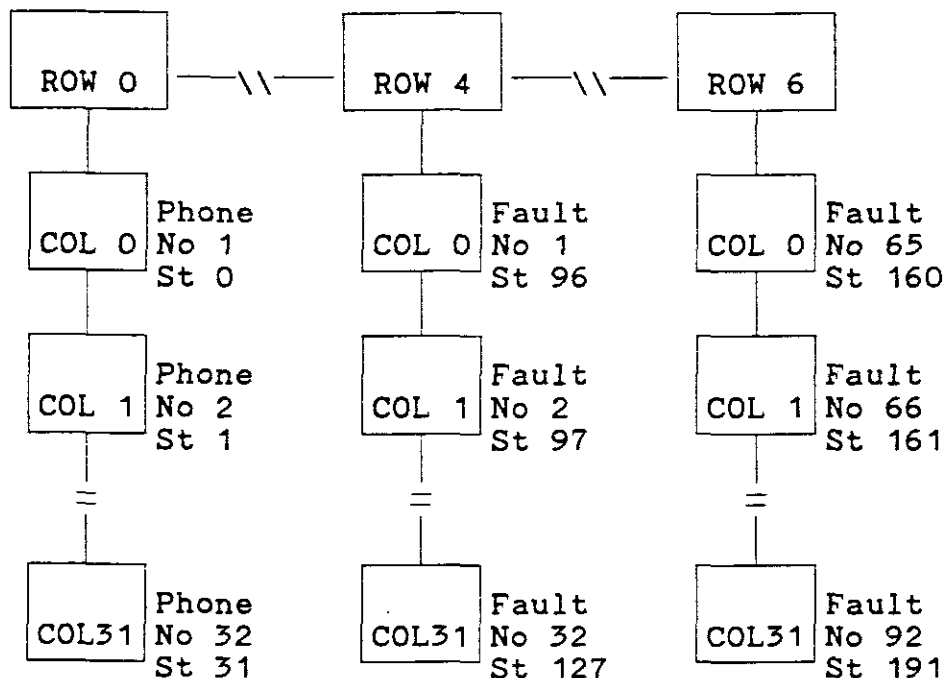 ROW 0
ROW 4
ROW 6
COL 0
Phone
No 1
St 0
COL 0
Fault
No 1
St 96
COL 0
Fault
No 65
St 160
COL 1
Phone
No 2
St 1
COL 1
Fault
No 2
St 97
COL 1
Fault
No 66
St 161
COL31
Phone
No 32
St 31
COL31
Fault
No 32
St 127
COL31
Fault
No 92
St 191